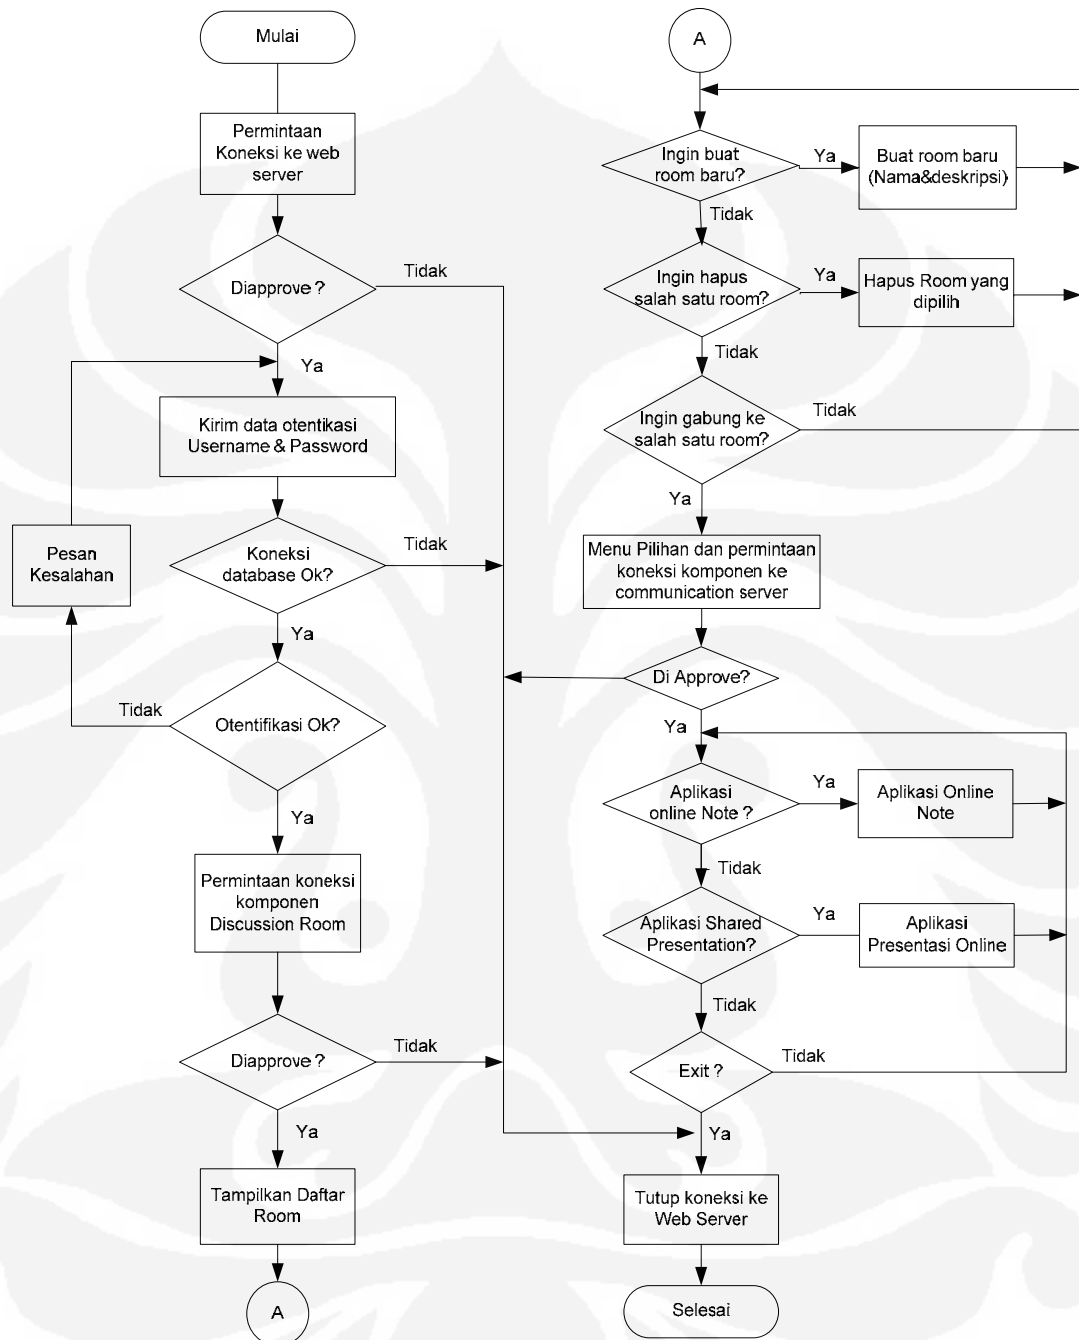 Mulai
Permintaan
Koneksi ke web
server
Diapprove ?
Tidak
Ya
Kirim data otentikasi
Username & Password
Pesan
Kesalahan
Koneksi
database Ok?
Tidak
Ya
Tidak
Otentifikasi Ok?
Ya
Permintaan koneksi
komponen
Discussion Room
Diapprove ?
Tidak
Ya
Tampilkan Daftar
Room
A
A
Ingin buat
room baru?
Ya
Buat room baru
(Nama&deskripsi)
Tidak
Ingin hapus
salah satu room?
Ya
Hapus Room yang
dipilih
Tidak
Ingin gabung ke
salah satu room?
Tidak
Ya
Menu Pilihan dan permintaan
koneksi komponen ke
communication server
Di Approve?
Ya
Aplikasi
online Note ?
Ya
Aplikasi Online
Note
Tidak
Aplikasi Shared
Presentation?
Ya
Aplikasi
Presentasi Online
Tidak
Exit ?
Tidak
Ya
Tutup koneksi ke
Web Server
Selesai